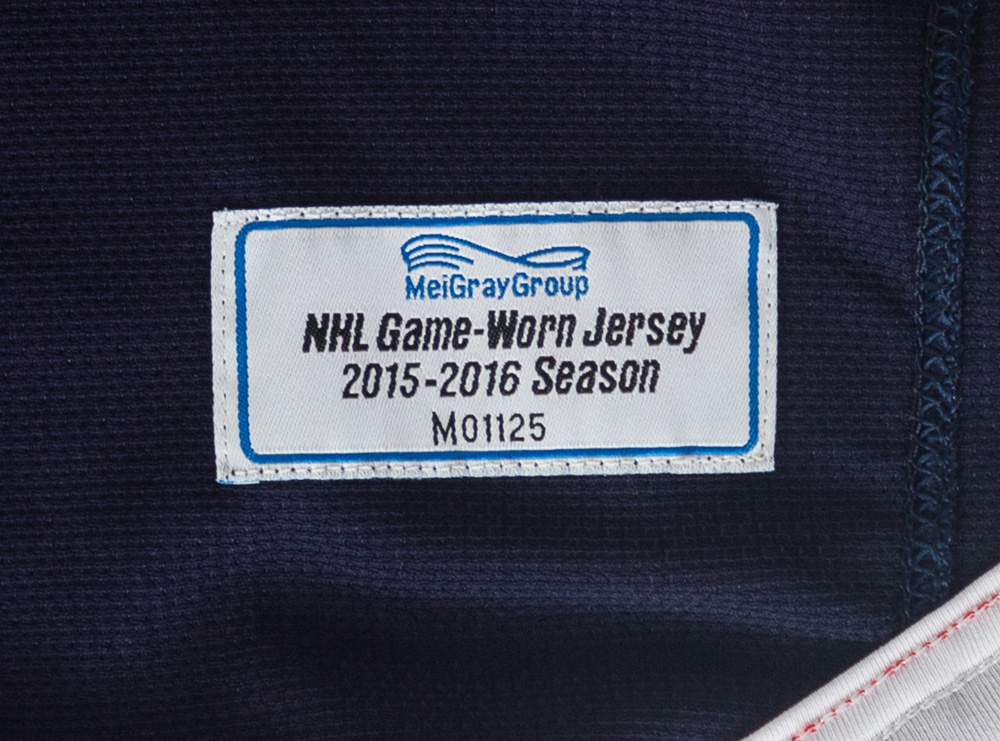 MeiGrayGroup
NHL Game-Worn Jersey
2015-2016 Season
M01125